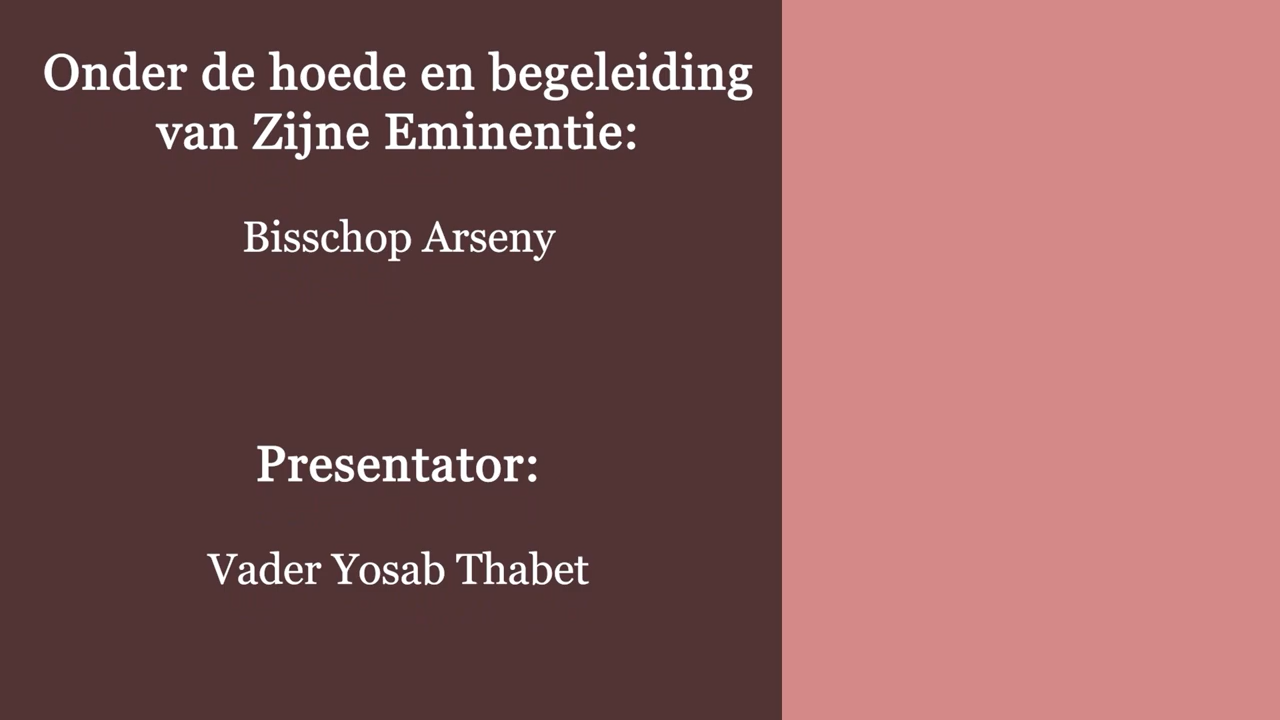 Onder de hoede en begeleiding
van Zijne Eminentie:
Bisschop Arseny
Presentator:
Vader Yosab Thabet